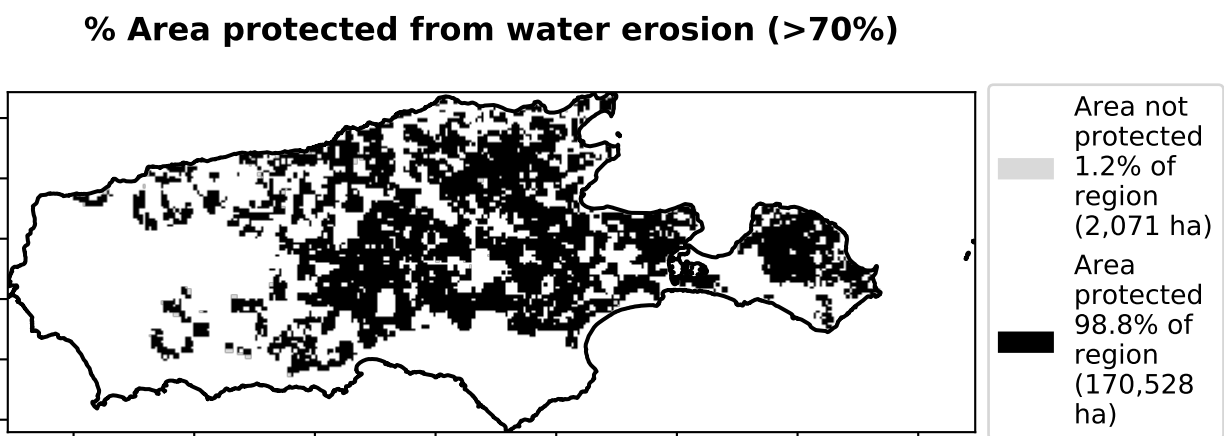 % Area protected from water erosion (>70%)
Area not
protected
1.2% of
region
(2,071 ha)
Area
protected
98.8% of
region
(170,528
ha)